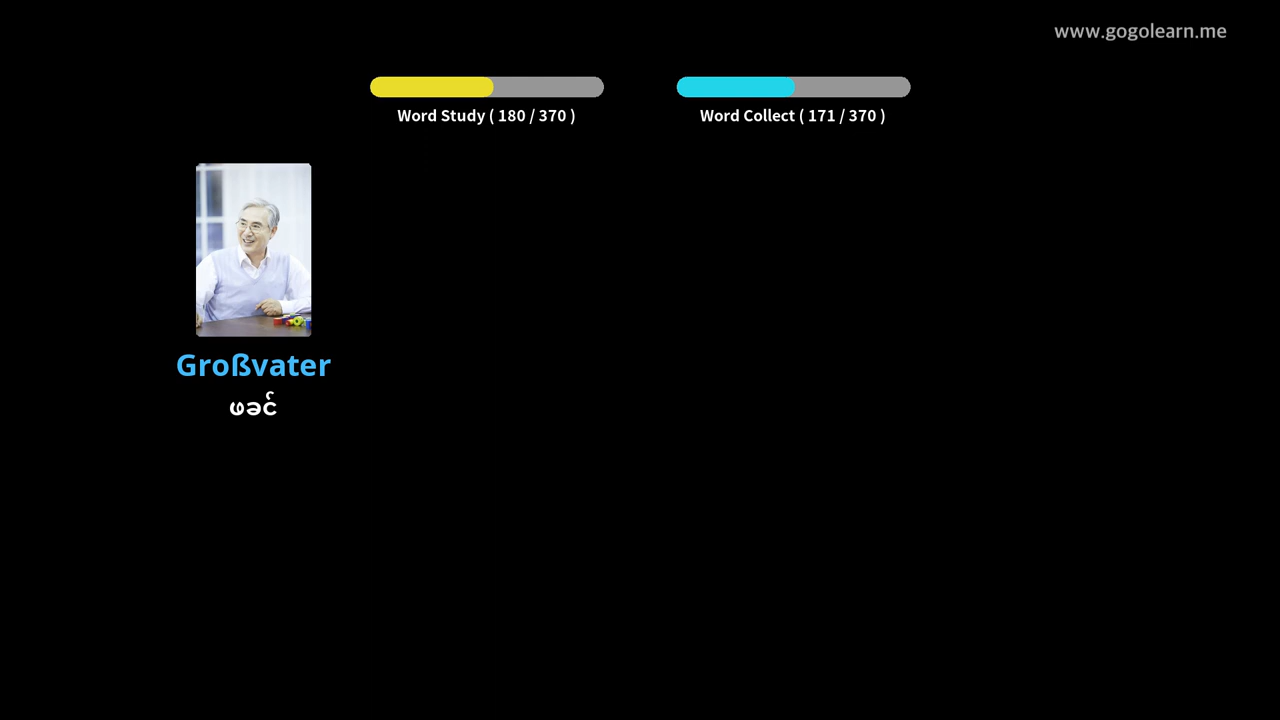 www.gogolearn.me
Word Study ( 180 / 370 )
Word Collect ( 171 / 370 )
Großvater
ဖခင်